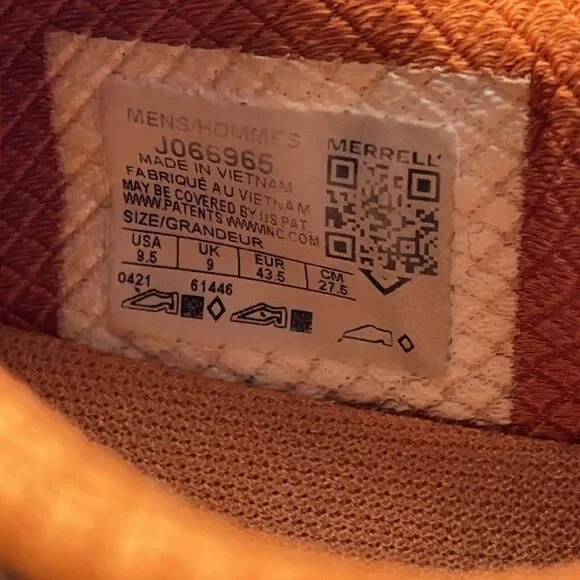 MENS/HOMMES
J066965
MERRELL
MADE IN VIETNAM
FABRIQUÉ AU VIETNAM
MAY BE COVERED BY US PAT.
WWW.PATENTS.WWWINC.COM
SIZE/GRANDEUR
USA UK EUR CM
9.5 9 43.5 27.5
0421 61446